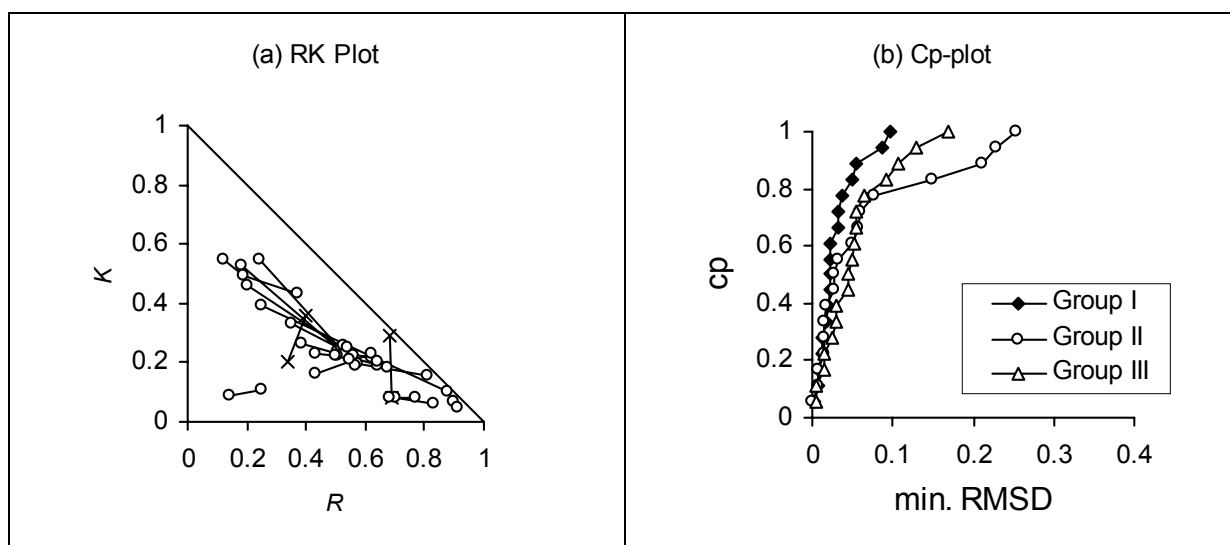 (a) RK Plot
1
0.8
0.6
0.4
0.2
0
K
0 0.2 0.4 0.6 0.8 1
R
(b) Cp-plot
1
0.8
0.6
0.4
0.2
0
cp
Group I
Group II
Group III
0 0.1 0.2 0.3 0.4
min. RMSD